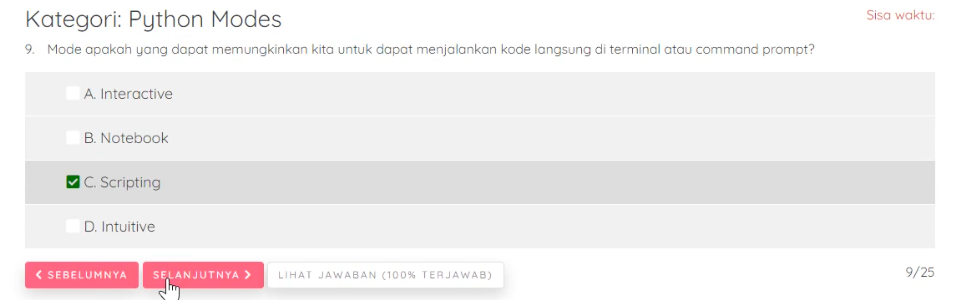 Kategori: Python Modes
Sisa waktu:
9. Mode apakah yang dapat memungkinkan kita untuk dapat menjalankan kode langsung di terminal atau command prompt?
A. Interactive
B. Notebook
C. Scripting
D. Intuitive
SEBELUMNYA
SELANJUTNYA
LIHAT JAWABAN (100% TERJAWAB)
9/25